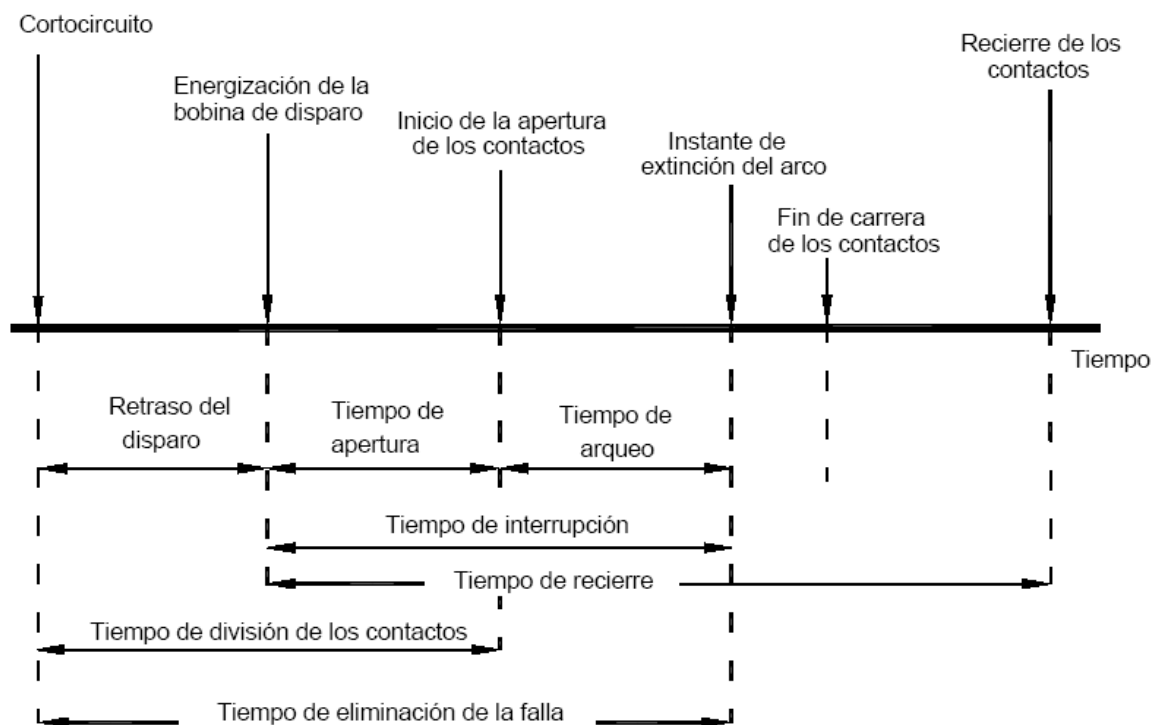 Cortocircuito
Energización de la
bobina de disparo
Inicio de la apertura
de los contactos
Instante de
extinción del arco
Fin de carrera
de los contactos
Recierre de los
contactos
Tiempo
Retraso del
disparo
Tiempo de
apertura
Tiempo de
arqueo
Tiempo de interrupción
Tiempo de recierre
Tiempo de división de los contactos
Tiempo de eliminación de la falla